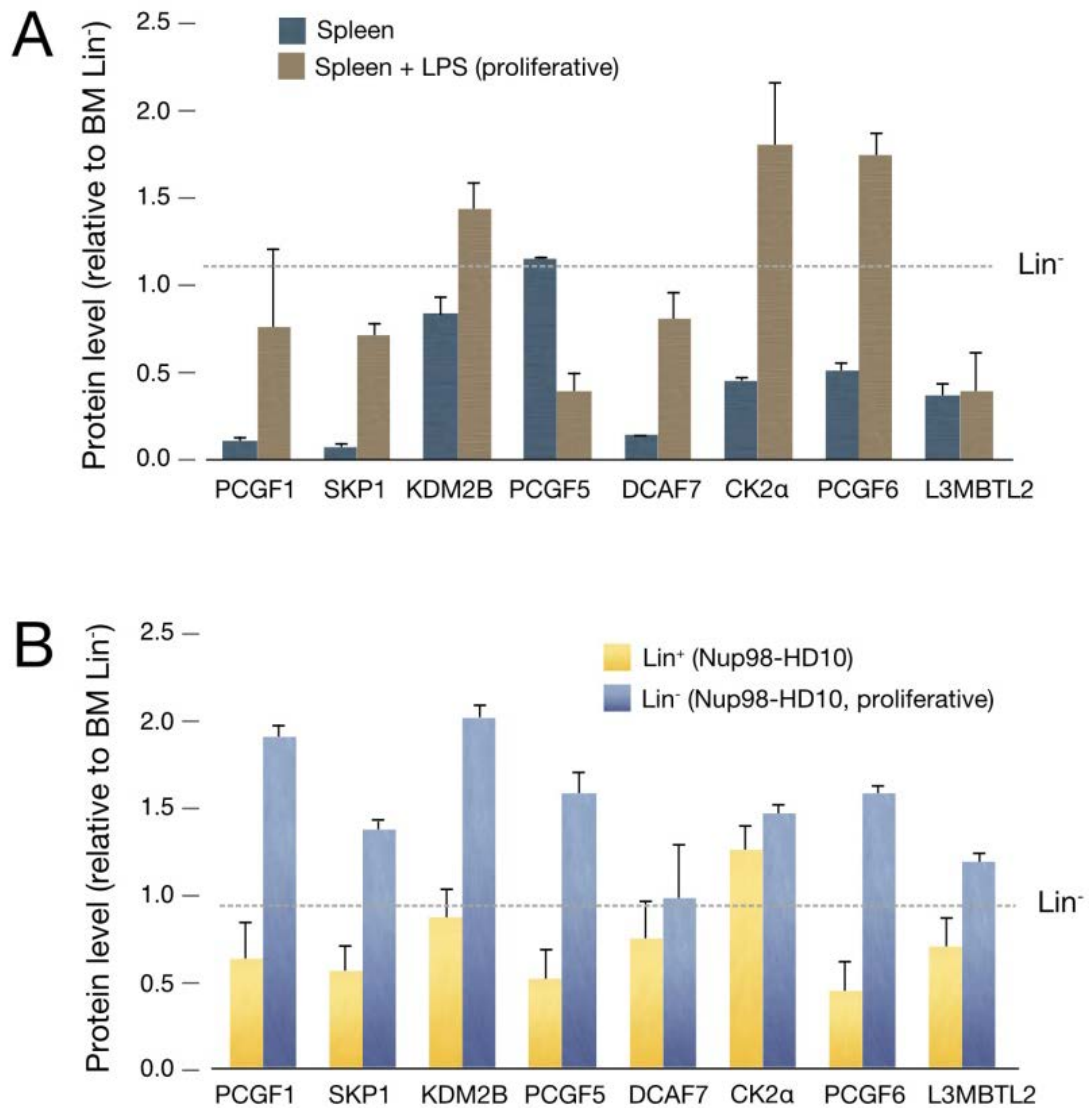 A
Protein level (relative to BM Lin⁻)
2.5
2.0
1.5
1.0
0.5
0.0
Spleen
Spleen + LPS (proliferative)
Lin⁻
PCGF1 SKP1 KDM2B PCGF5 DCAF7 CK2α PCGF6 L3MBTL2
B
Protein level (relative to BM Lin⁻)
2.5
2.0
1.5
1.0
0.5
0.0
Lin⁺ (Nup98-HD10)
Lin⁻ (Nup98-HD10, proliferative)
Lin⁻
PCGF1 SKP1 KDM2B PCGF5 DCAF7 CK2α PCGF6 L3MBTL2